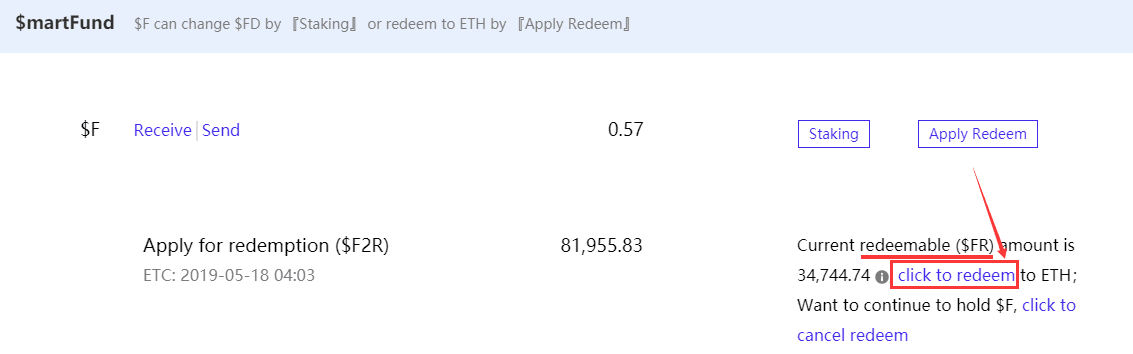 $martFund $F can change $FD by『Staking』 or redeem to ETH by『Apply Redeem』
$F Receive | Send 0.57 Staking Apply Redeem
Apply for redemption ($F2R) 81,955.83 Current redeemable ($FR) amount is
ETC: 2019-05-18 04:03 34,744.74 click to redeem to ETH;
Want to continue to hold $F, click to
cancel redeem